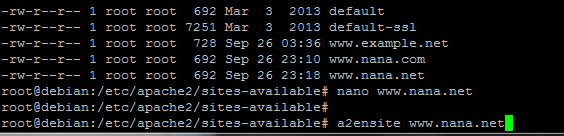 -rw-r--r-- 1 root root  692 Mar  3  2013 default
-rw-r--r-- 1 root root 7251 Mar  3  2013 default-ssl
-rw-r--r-- 1 root root  728 Sep 26 03:36 www.example.net
-rw-r--r-- 1 root root  692 Sep 26 23:10 www.nana.com
-rw-r--r-- 1 root root  692 Sep 26 23:18 www.nana.net
root@debian:/etc/apache2/sites-available# nano www.nana.net
root@debian:/etc/apache2/sites-available#
root@debian:/etc/apache2/sites-available# a2ensite www.nana.net